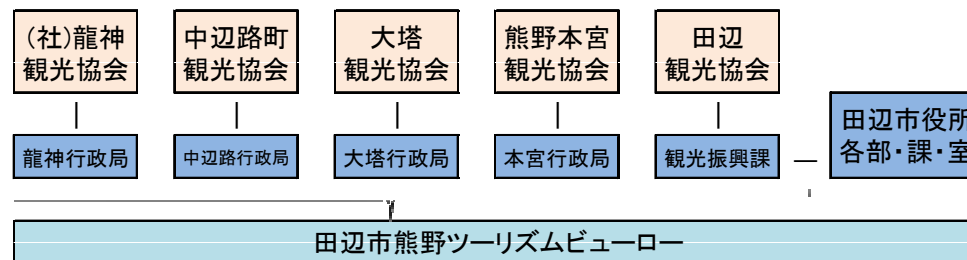 (社)龍神
観光協会
中辺路町
観光協会
大塔
観光協会
熊野本宮
観光協会
田辺
観光協会
龍神行政局
中辺路行政局
大塔行政局
本宮行政局
観光振興課
田辺市役所
各部・課・室
田辺市熊野ツーリズムビューロー